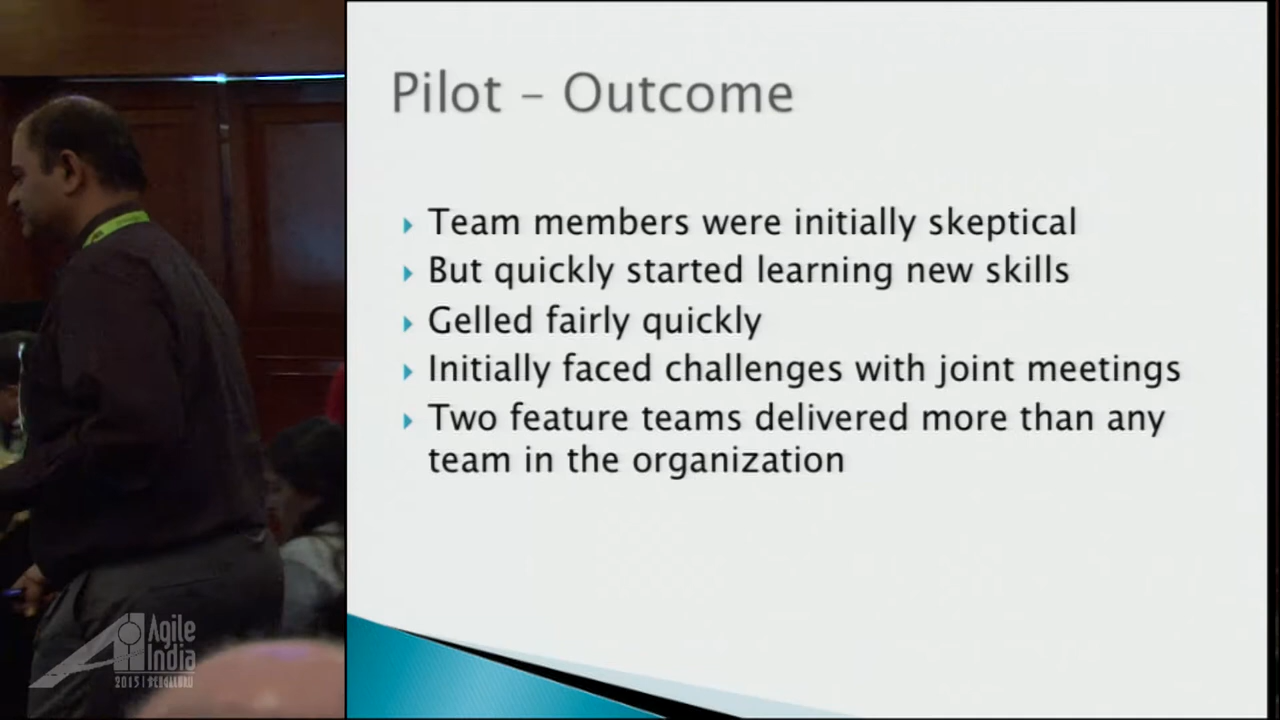 Pilot – Outcome
Team members were initially skeptical
But quickly started learning new skills
Gelled fairly quickly
Initially faced challenges with joint meetings
Two feature teams delivered more than any
team in the organization
Agile
India
2015 | BENGALURU